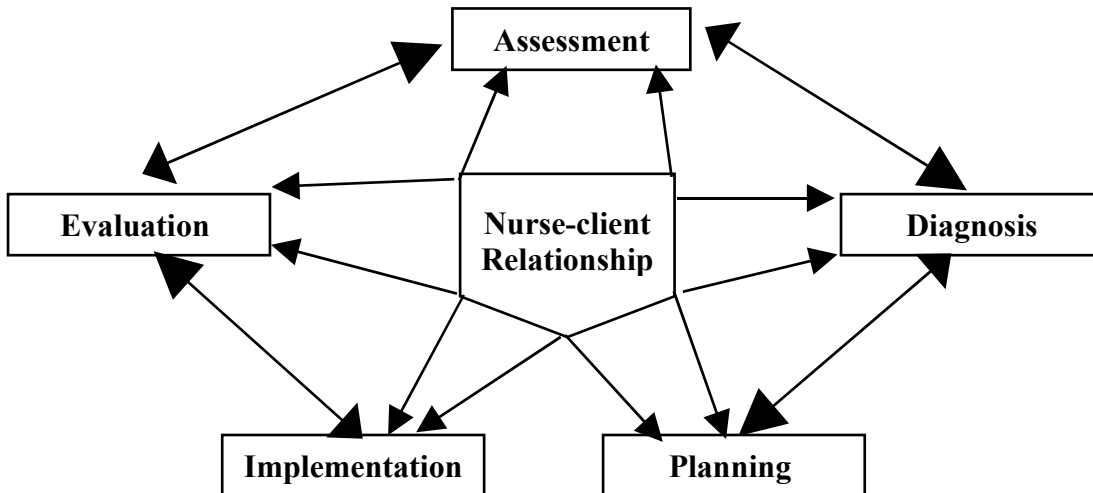 Assessment
Evaluation
Nurse-client
Relationship
Diagnosis
Implementation
Planning